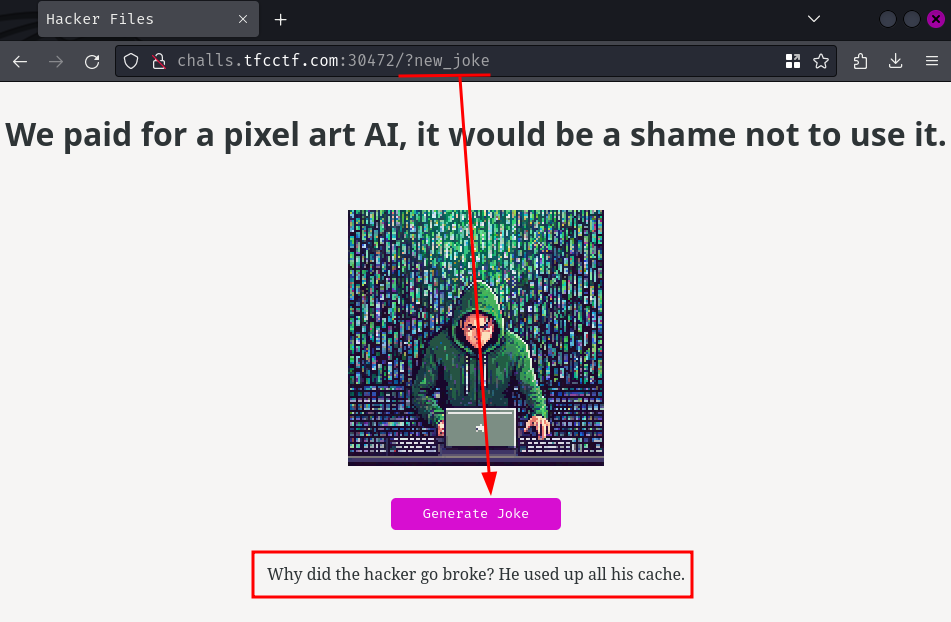 Hacker Files
challs.tfcctf.com:30472/?new_joke
We paid for a pixel art AI, it would be a shame not to use it.
Generate Joke
Why did the hacker go broke? He used up all his cache.